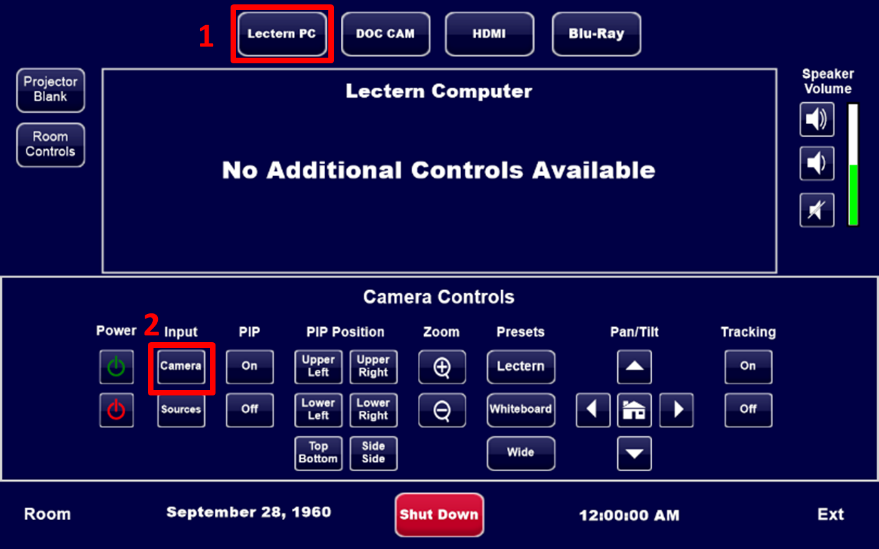 1
Lectern PC
DOC CAM
HDMI
Blu-Ray
Projector
Blank
Room
Controls
Lectern Computer
No Additional Controls Available
Speaker
Volume
Camera Controls
Power
2
Input
PIP
PIP Position
Zoom
Presets
Pan/Tilt
Tracking
Camera
On
Upper
Left
Upper
Right
Lectern
On
Sources
Off
Lower
Left
Lower
Right
Whiteboard
Off
Top
Bottom
Side
Side
Wide
Room
September 28, 1960
Shut Down
12:00:00 AM
Ext